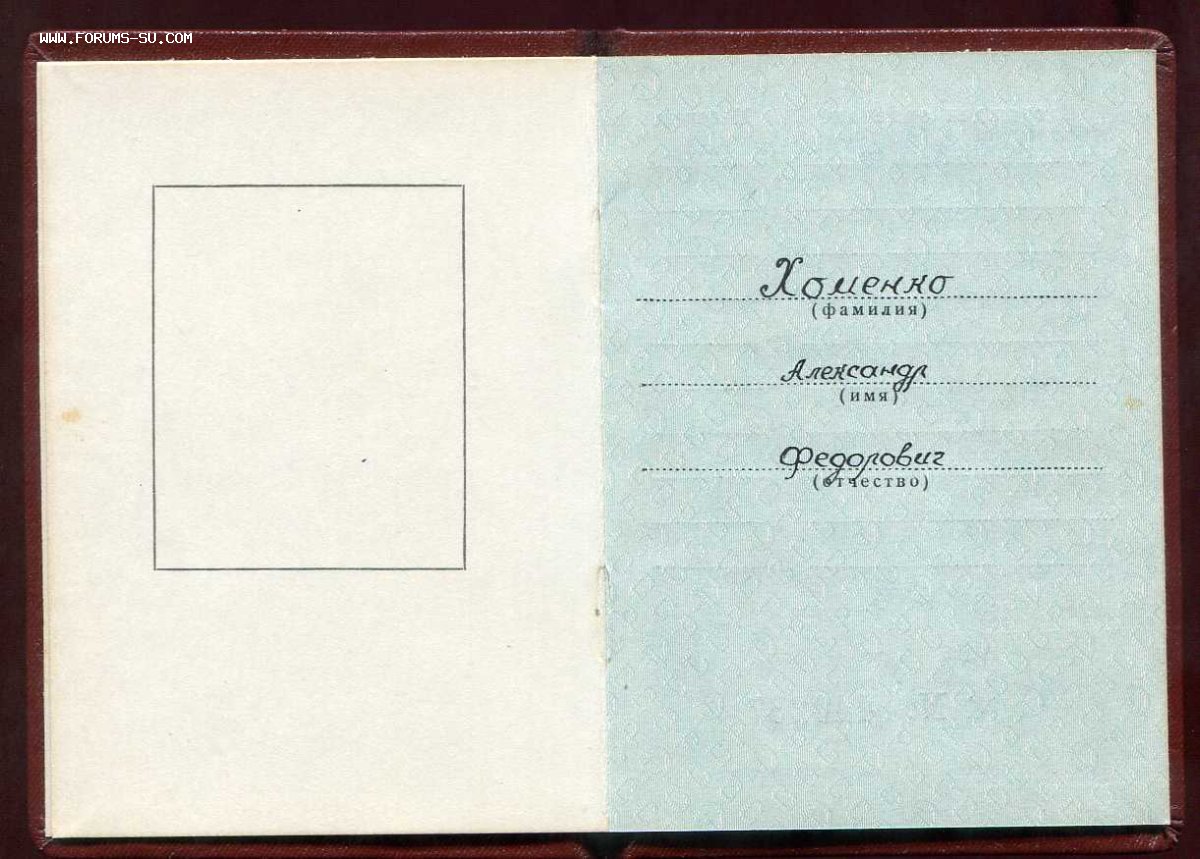 WWW.FORUMS-SU.COM
Хоменко
(фамилия)
Александр
(имя)
Федорович
(отчество)